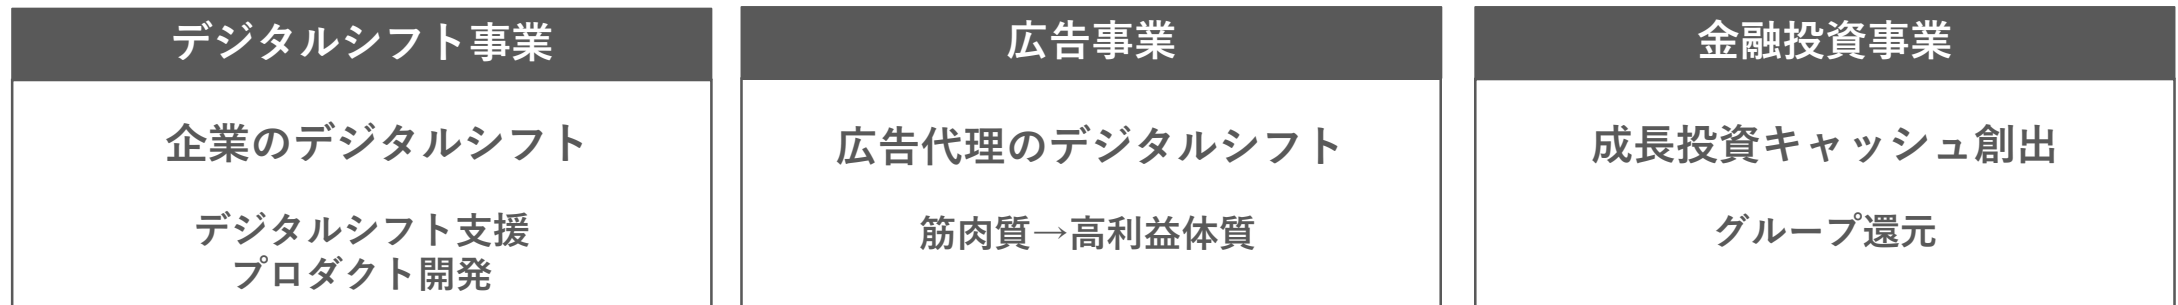 デジタルシフト事業
企業のデジタルシフト
デジタルシフト支援
プロダクト開発
広告事業
広告代理のデジタルシフト
筋肉質→高利益体質
金融投資事業
成長投資キャッシュ創出
グループ還元